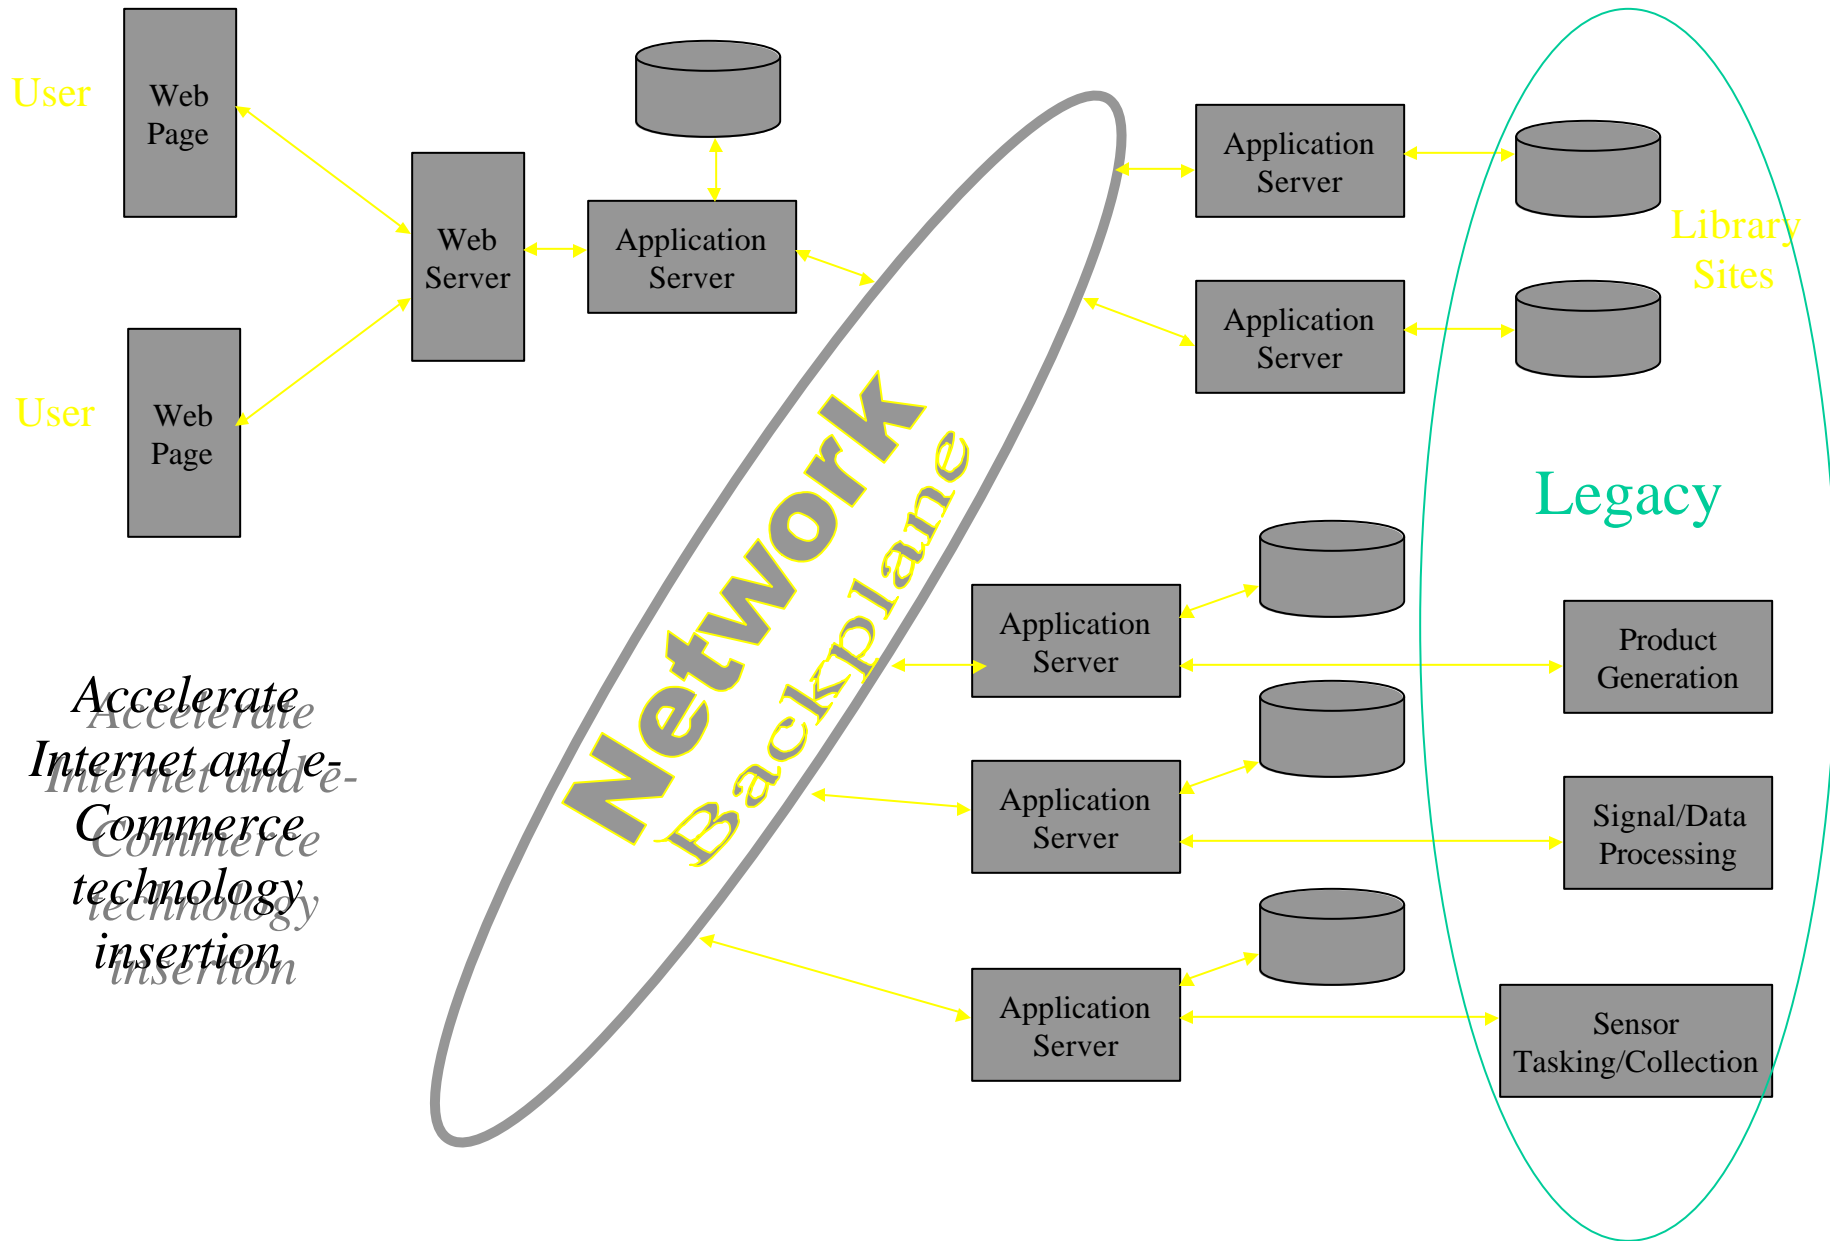 User
Web
Page
Web
Server
Application
Server
User
Web
Page
Network
Backplane
Application
Server
Application
Server
Library
Sites
Legacy
Application
Server
Product
Generation
Application
Server
Signal/Data
Processing
Application
Server
Sensor
Tasking/Collection
Accelerate
Internet and e-
Commerce
technology
insertion